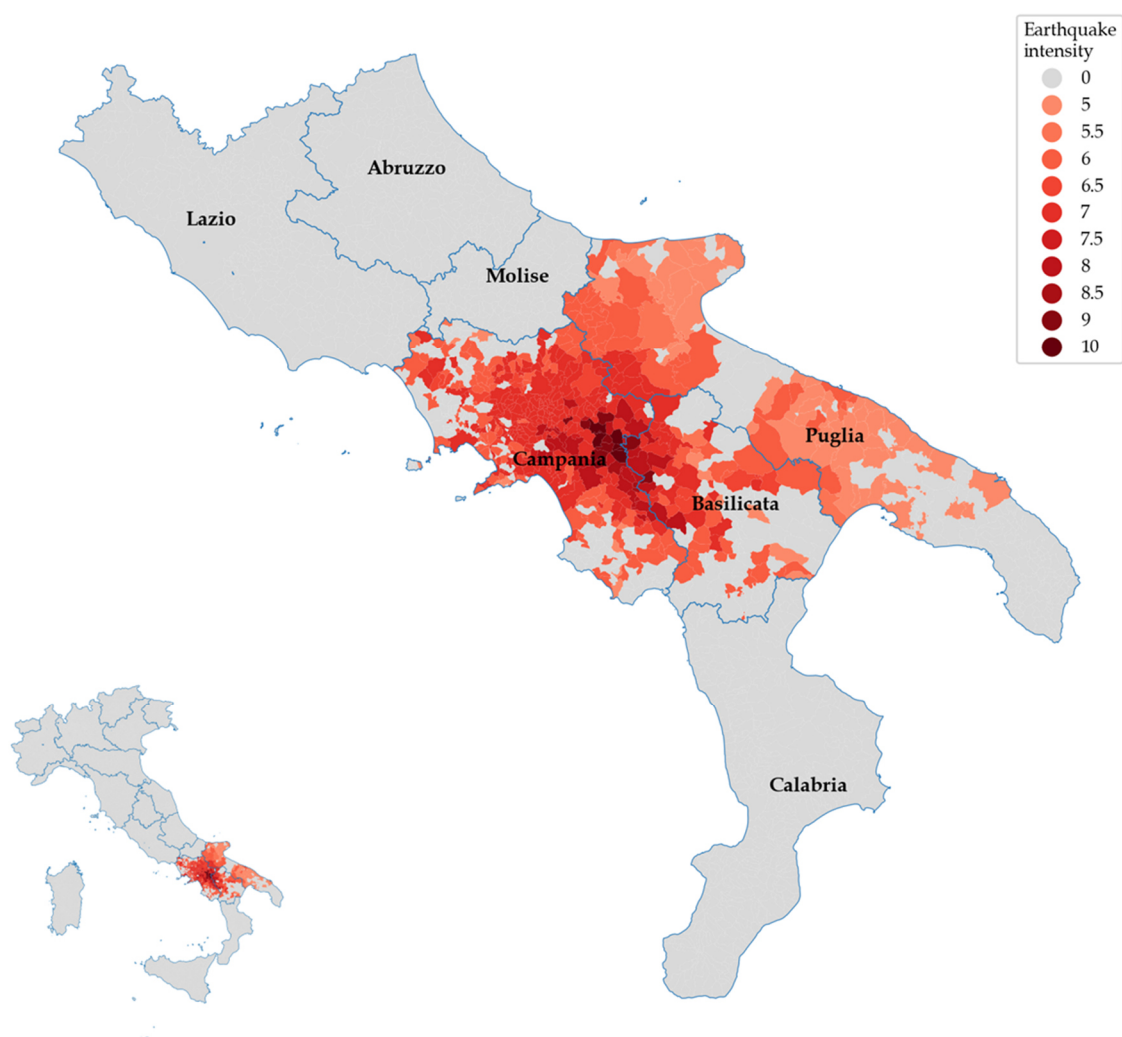 Earthquake
intensity
0
5
5.5
6
6.5
7
7.5
8
8.5
9
10
Abruzzo
Lazio
Molise
Puglia
Campania
Basilicata
Calabria